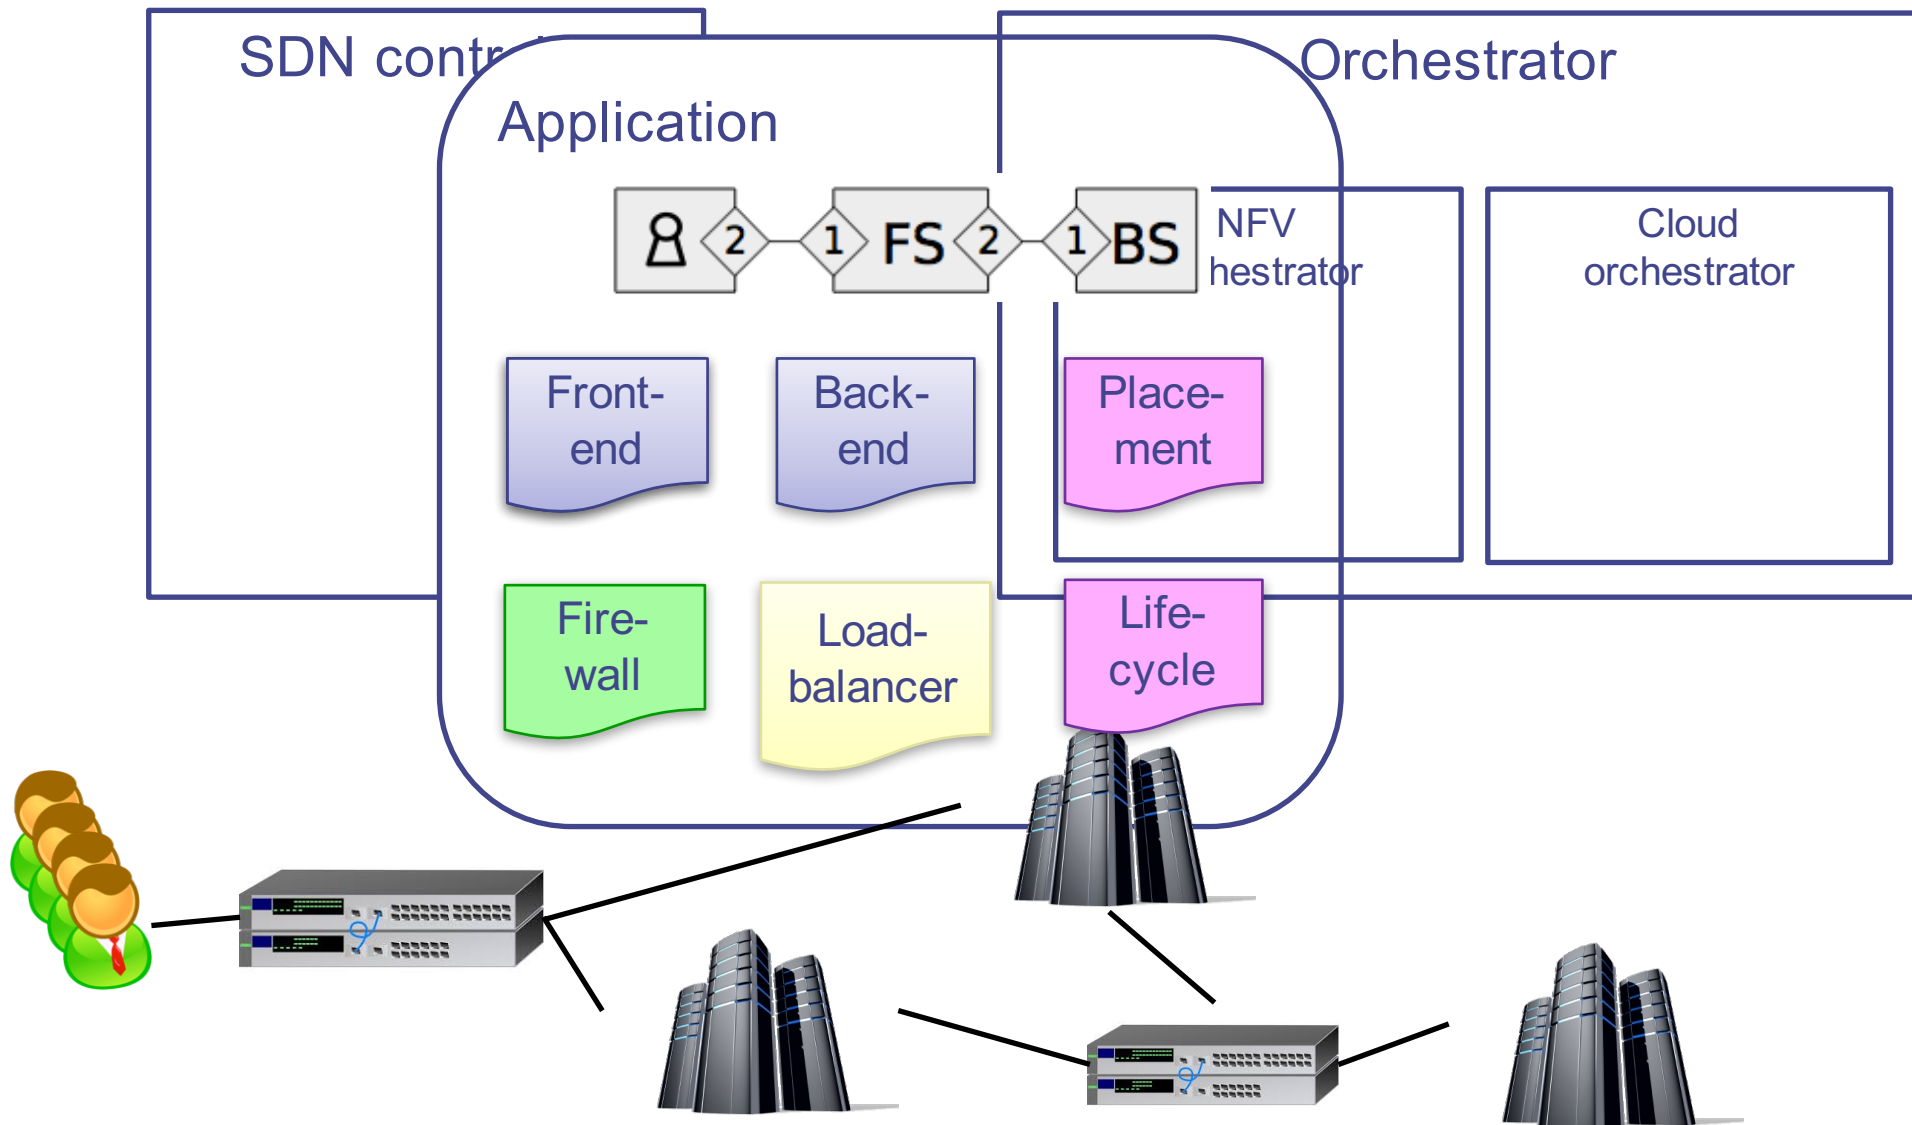 SDN contr
Orchestrator
Application
2 1 FS 2 1 BS
NFV
hestrator
Cloud
orchestrator
Front-
end
Back-
end
Place-
ment
Fire-
wall
Load-
balancer
Life-
cycle